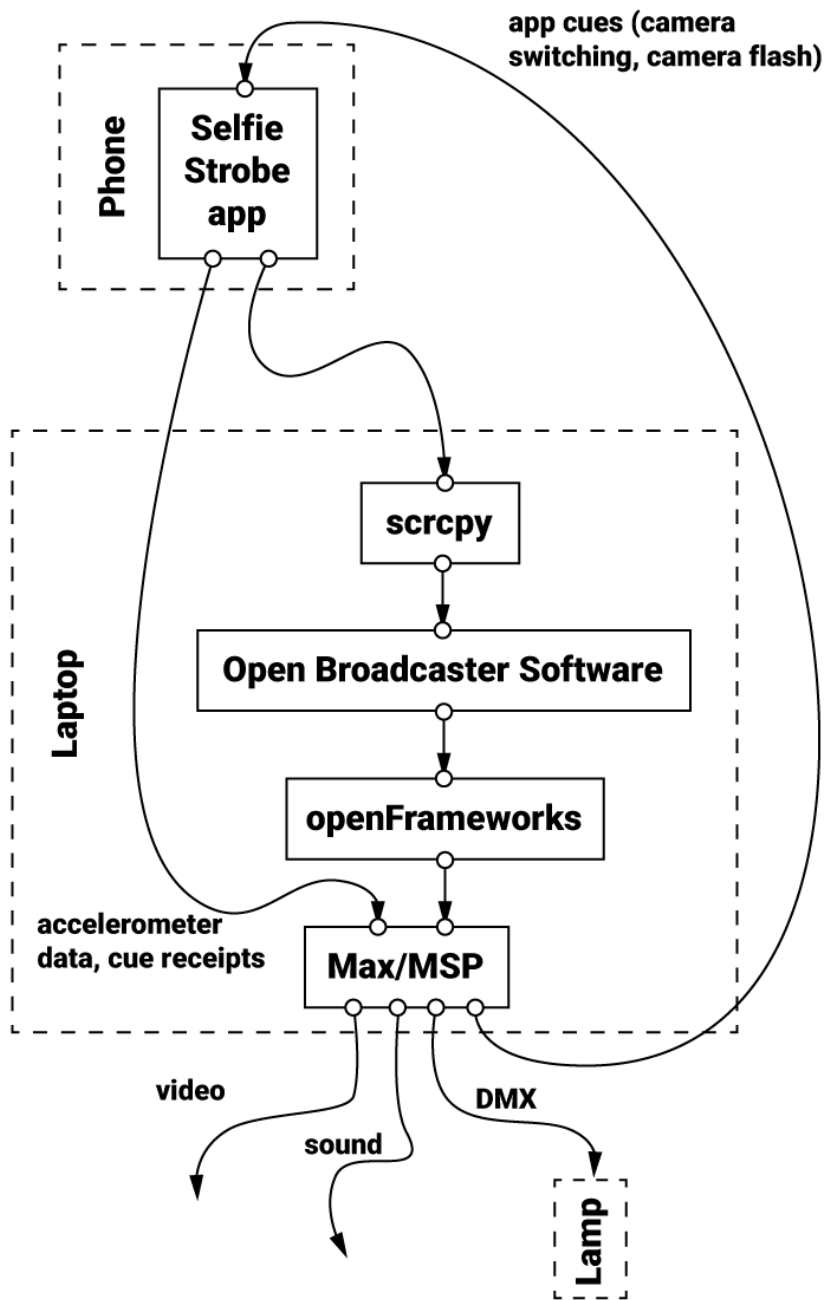 app cues (camera
switching, camera flash)
Phone
Selfie
Strobe
app
scrcpy
Laptop
Open Broadcaster Software
openFrameworks
accelerometer
data, cue receipts
Max/MSP
video
DMX
sound
Lamp